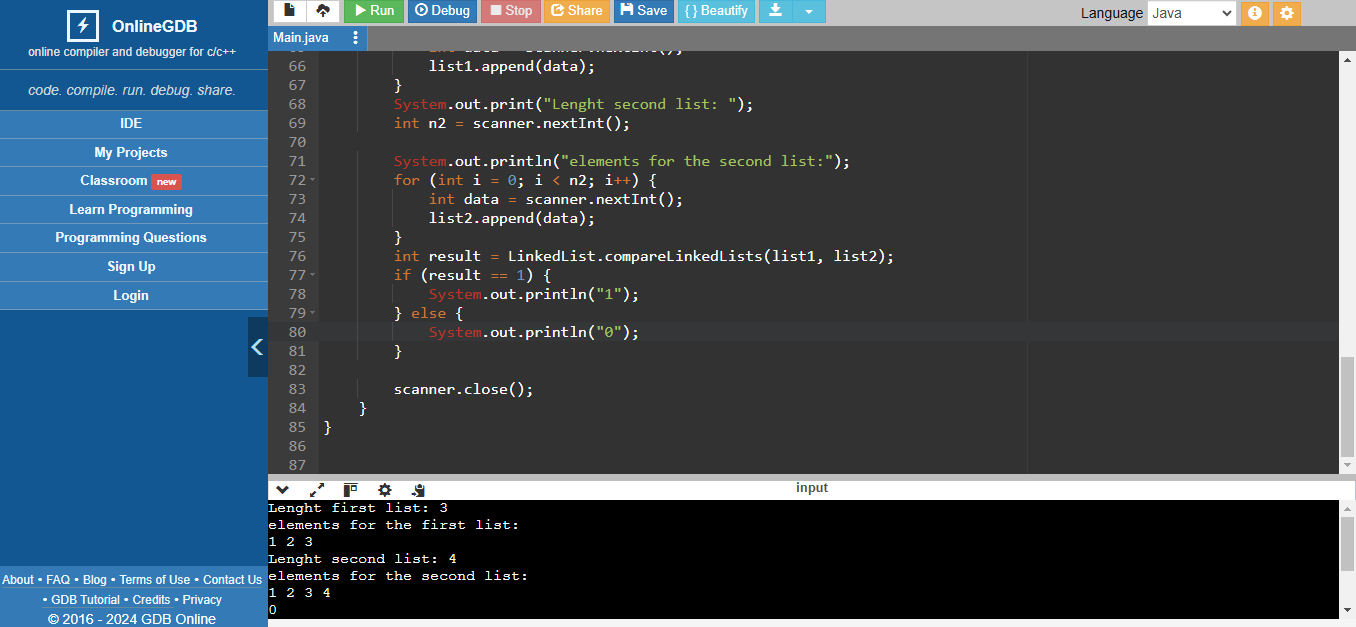 OnlineGDB
online compiler and debugger for c/c++
code. compile. run. debug. share.
IDE
My Projects
Classroom new
Learn Programming
Programming Questions
Sign Up
Login
About • FAQ • Blog • Terms of Use • Contact Us
• GDB Tutorial • Credits • Privacy
© 2016 - 2024 GDB Online
Run Debug Stop Share Save { } Beautify
Language Java
Main.java
66 list1.append(data);
67 }
68 System.out.print("Lenght second list: ");
69 int n2 = scanner.nextInt();
70
71 System.out.println("elements for the second list:");
72 for (int i = 0; i < n2; i++) {
73 int data = scanner.nextInt();
74 list2.append(data);
75 }
76 int result = LinkedList.compareLinkedLists(list1, list2);
77 if (result == 1) {
78 System.out.println("1");
79 } else {
80 System.out.println("0");
81 }
82
83 scanner.close();
84 }
85 }
86
87
input
Lenght first list: 3
elements for the first list:
1 2 3
Lenght second list: 4
elements for the second list:
1 2 3 4
0